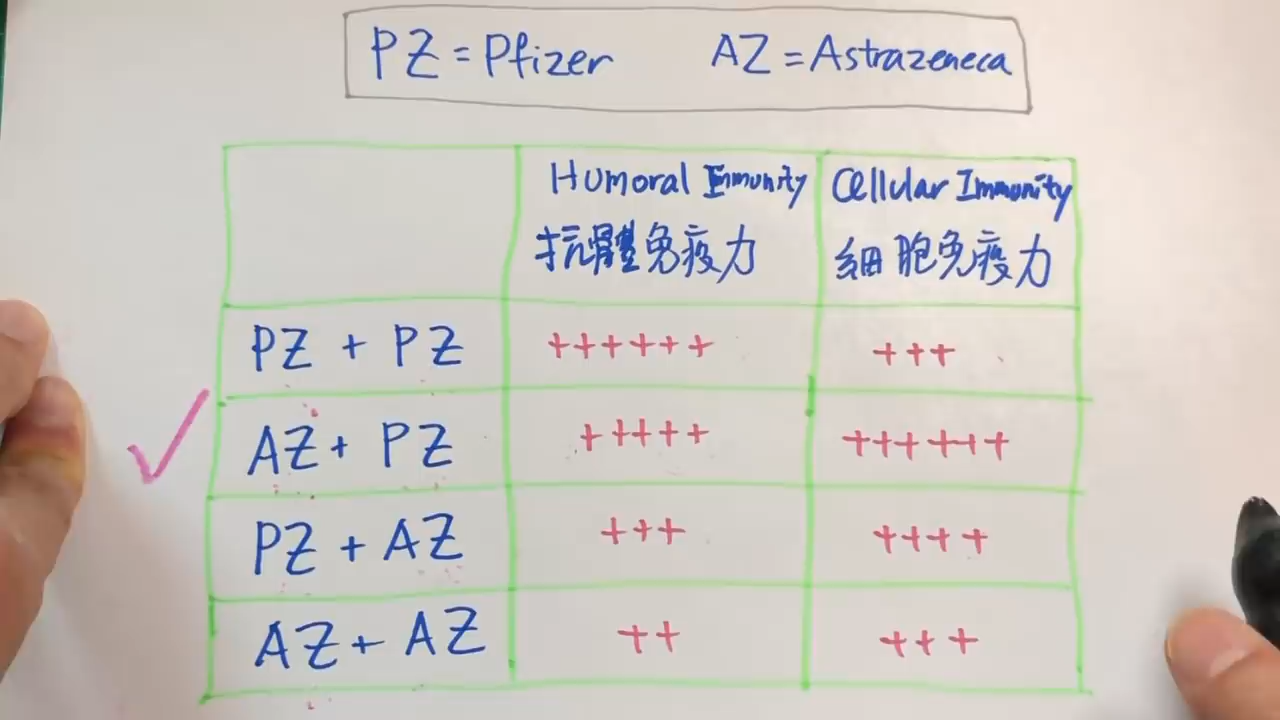 PZ = Pfizer AZ = Astrazeneca
Humoral Immunity Cellular Immunity
抗體免疫力 細胞免疫力
PZ + PZ ++++++ +++
AZ + PZ +++++ ++++++
PZ + AZ +++ ++++
AZ + AZ ++ +++